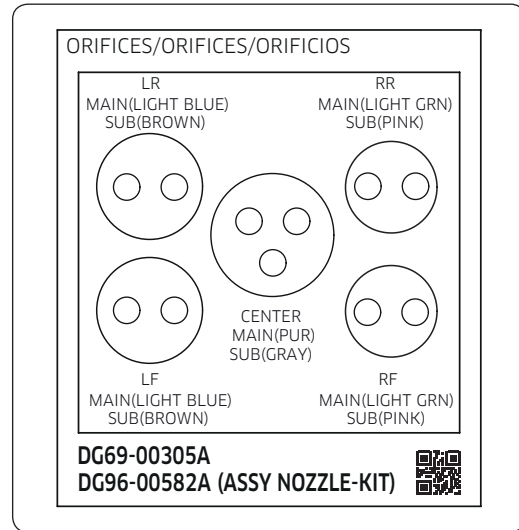 ORIFICES/ORIFICES/ORIFICIOS
LR
MAIN(LIGHT BLUE)
SUB(BROWN)
RR
MAIN(LIGHT GRN)
SUB(PINK)
CENTER
MAIN(PUR)
SUB(GRAY)
LF
MAIN(LIGHT BLUE)
SUB(BROWN)
RF
MAIN(LIGHT GRN)
SUB(PINK)
DG69-00305A
DG96-00582A (ASSY NOZZLE-KIT)